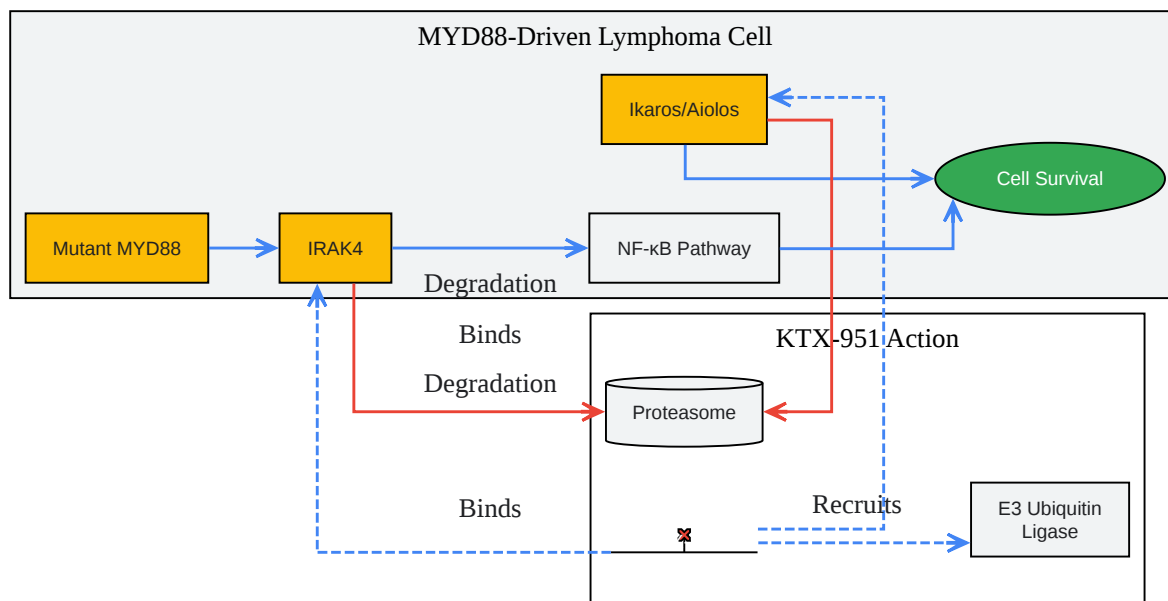 MYD88-Driven Lymphoma Cell
Ikaros/Aiolos
Cell Survival
Mutant MYD88
IRAK4
NF-κB Pathway
Degradation
Binds
KTX-951 Action
Degradation
Proteasome
Binds
Recruits
E3 Ubiquitin
Ligase